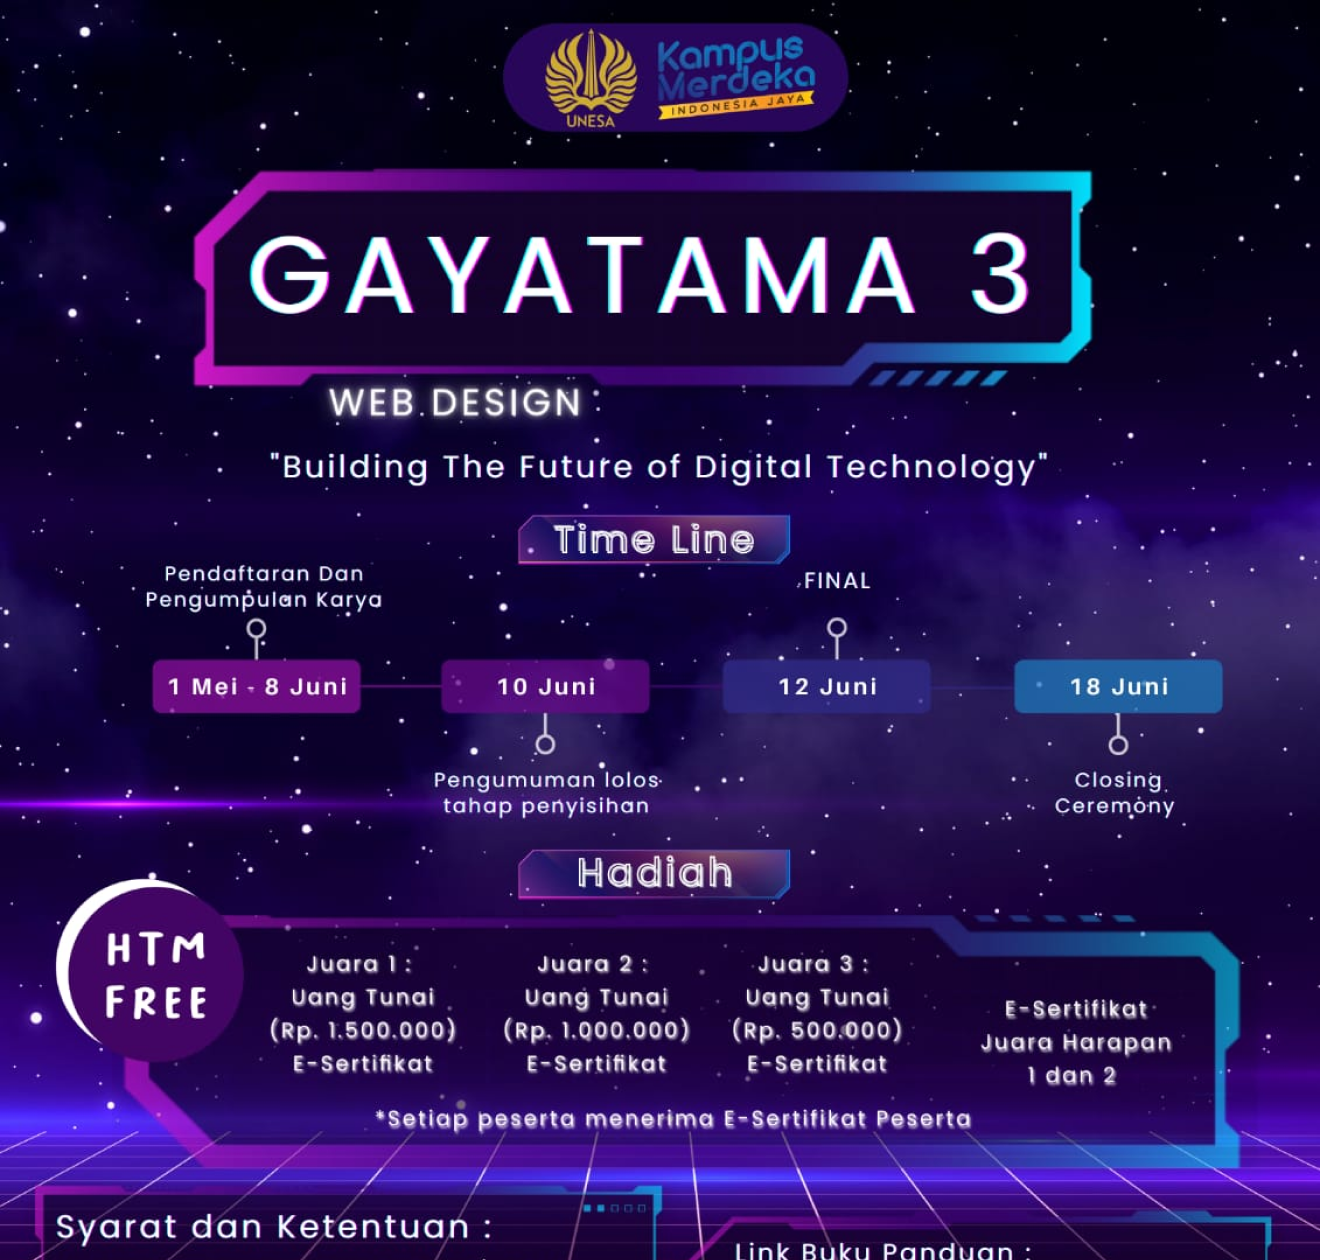 UNESA
Kampus
Merdeka
INDONESIA JAYA
GAYATAMA 3
WEB DESIGN
"Building The Future of Digital Technology"
Time Line
Pendaftaran Dan
Pengumpulan Karya
1 Mei - 8 Juni
10 Juni
Pengumuman lolos
tahap penyisihan
FINAL
12 Juni
18 Juni
Closing
Ceremony
Hadiah
HTM
FREE
Juara 1 :
Uang Tunai
(Rp. 1.500.000)
E-Sertifikat
Juara 2 :
Uang Tunai
(Rp. 1.000.000)
E-Sertifikat
Juara 3 :
Uang Tunai
(Rp. 500.000)
E-Sertifikat
E-Sertifikat
Juara Harapan
1 dan 2
*Setiap peserta menerima E-Sertifikat Peserta
Syarat dan Ketentuan :
Link Buku Panduan :